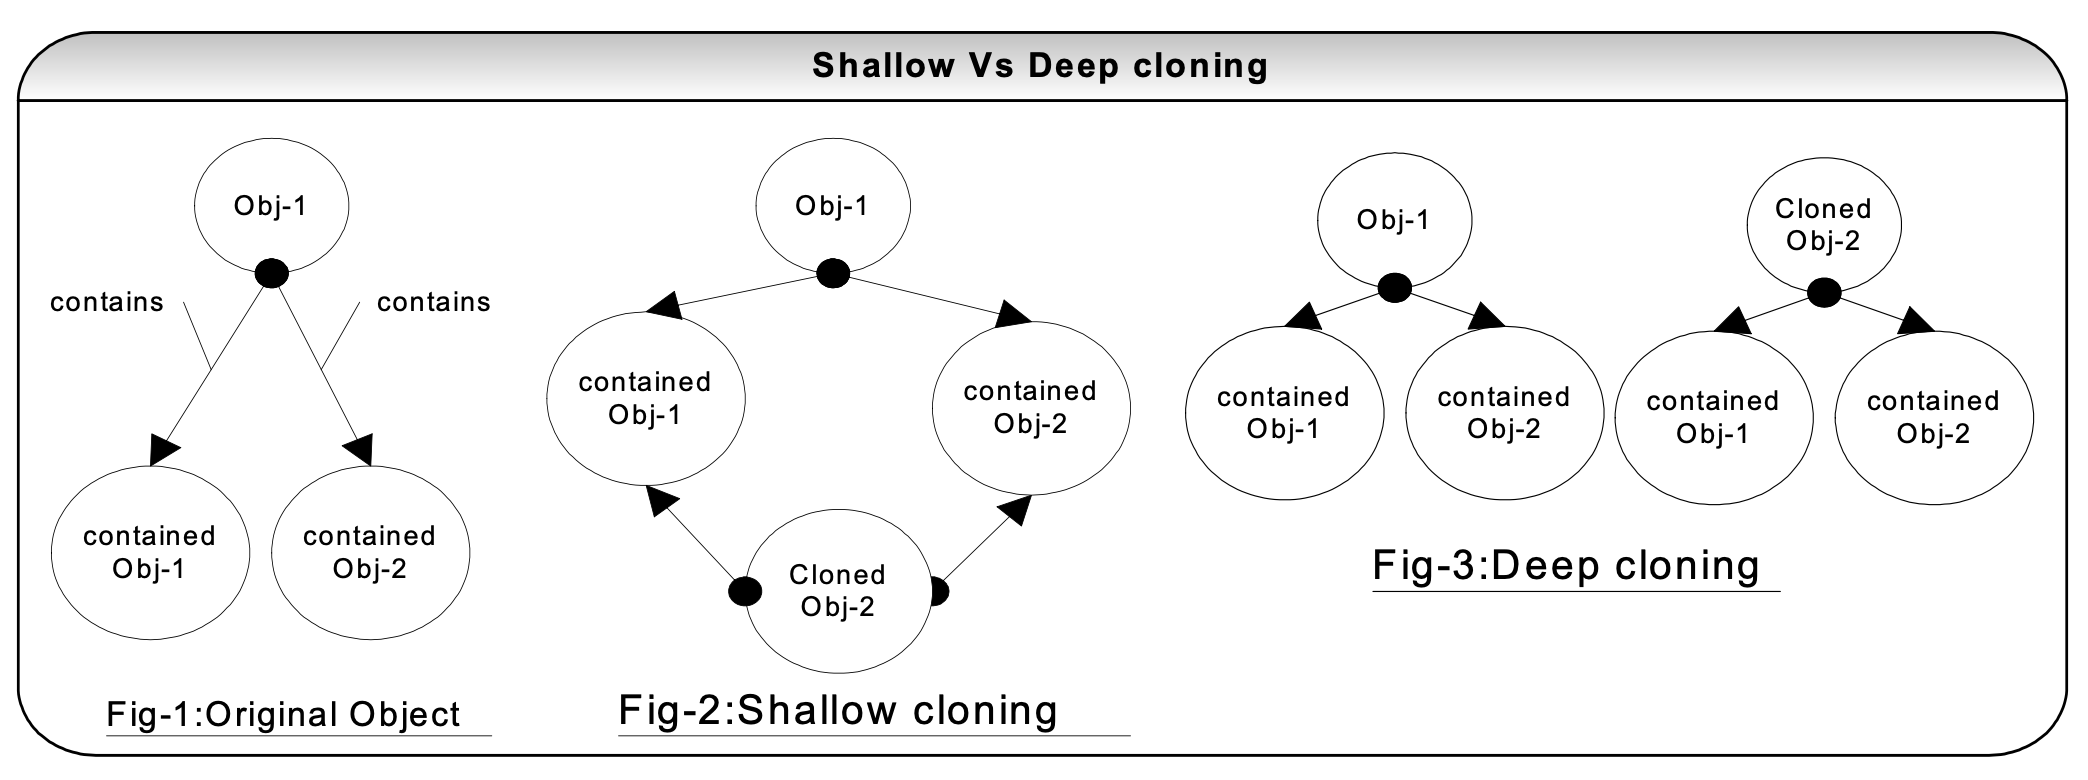 Shallow Vs Deep cloning
Obj-1
contains
contains
contained
Obj-1
contained
Obj-2
Fig-1:Original Object
Obj-1
contained
Obj-1
contained
Obj-2
Cloned
Obj-2
Fig-2:Shallow cloning
Obj-1
contained
Obj-1
contained
Obj-2
Cloned
Obj-2
contained
Obj-1
contained
Obj-2
Fig-3:Deep cloning